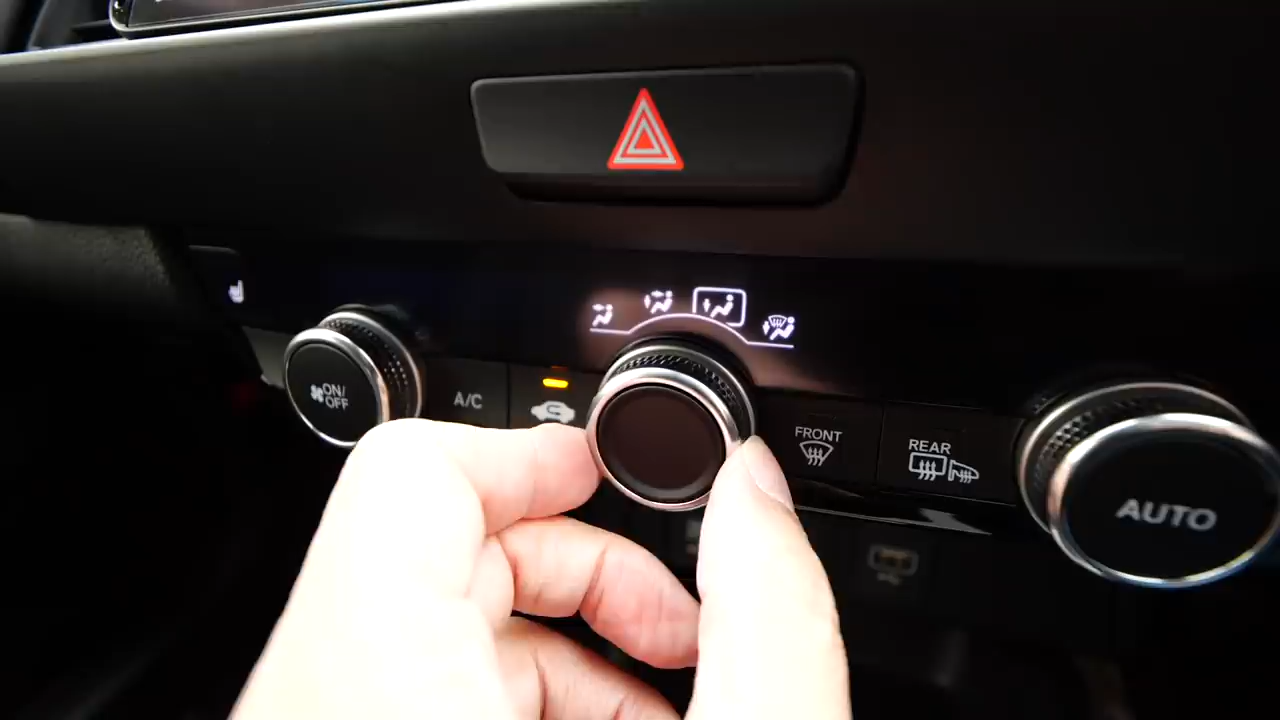 ON/
OFF
A/C
FRONT
REAR
AUTO